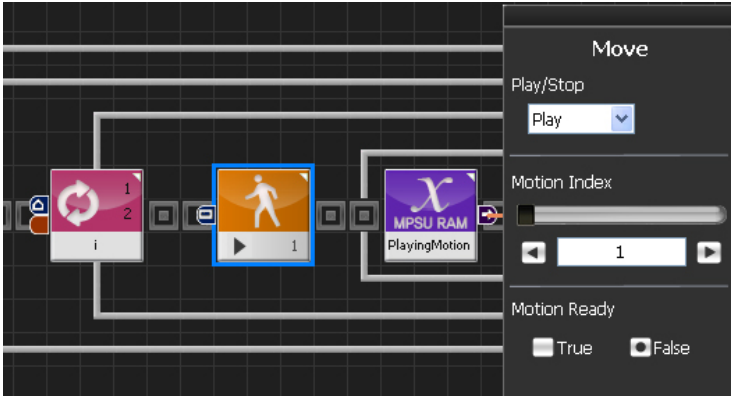 Move
Play/Stop
Play
Motion Index
1
Motion Ready
True
False
1
2
i
1
MPSU RAM
PlayingMotion